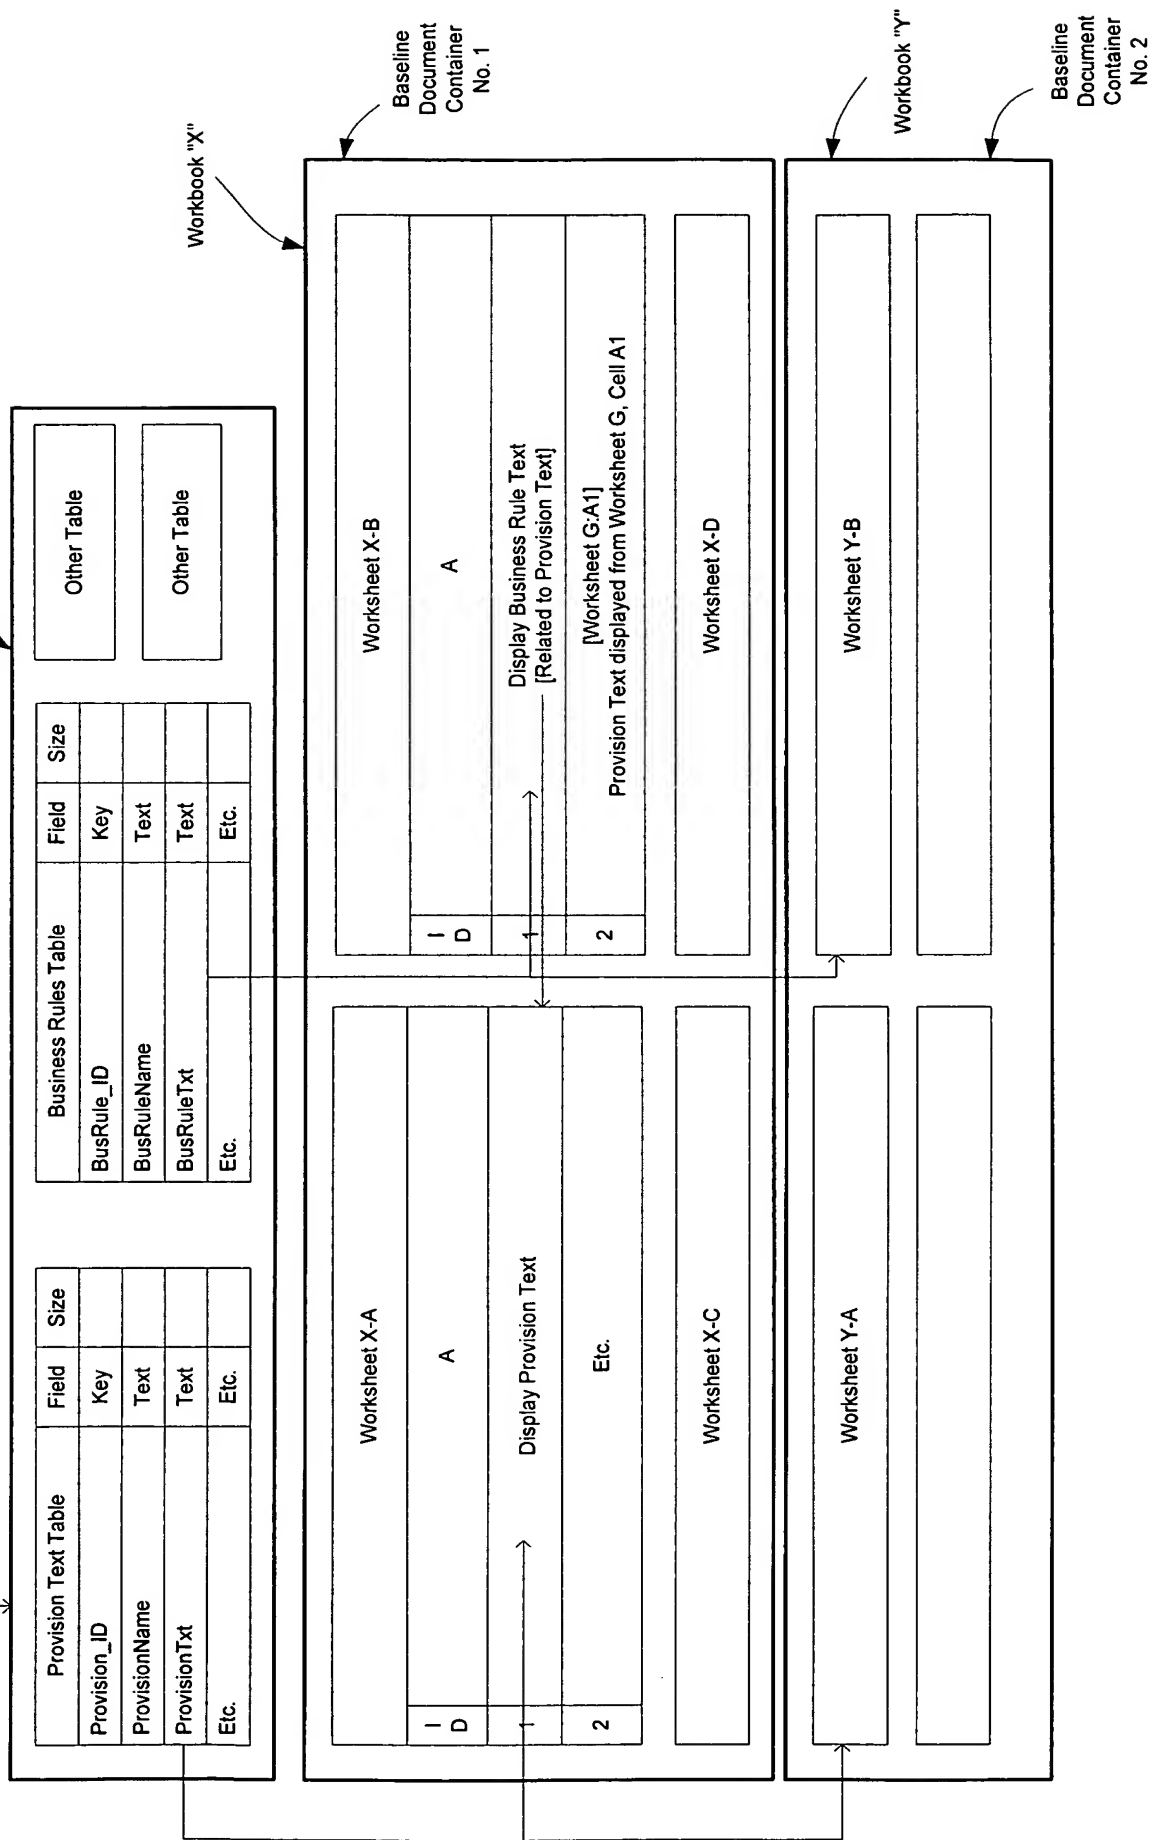 Provision Text Table Field Size
Provision_ID Key
ProvisionName Text
ProvisionTxt Text
Etc. Etc.
Business Rules Table Field Size
BusRule_ID Key
BusRuleName Text
BusRuleTxt Text
Etc. Etc.
Other Table
Other Table
Workbook "X"
Baseline
Document
Container
No. 1
Worksheet X-A
I
D
A
1 Display Provision Text
2 Etc.
Worksheet X-B
I
D
A
1
Display Business Rule Text
[Related to Provision Text]
2
[Worksheet G:A1]
Provision Text displayed from Worksheet G, Cell A1
Worksheet X-C
Worksheet X-D
Workbook "Y"
Worksheet Y-A
Worksheet Y-B
Baseline
Document
Container
No. 2